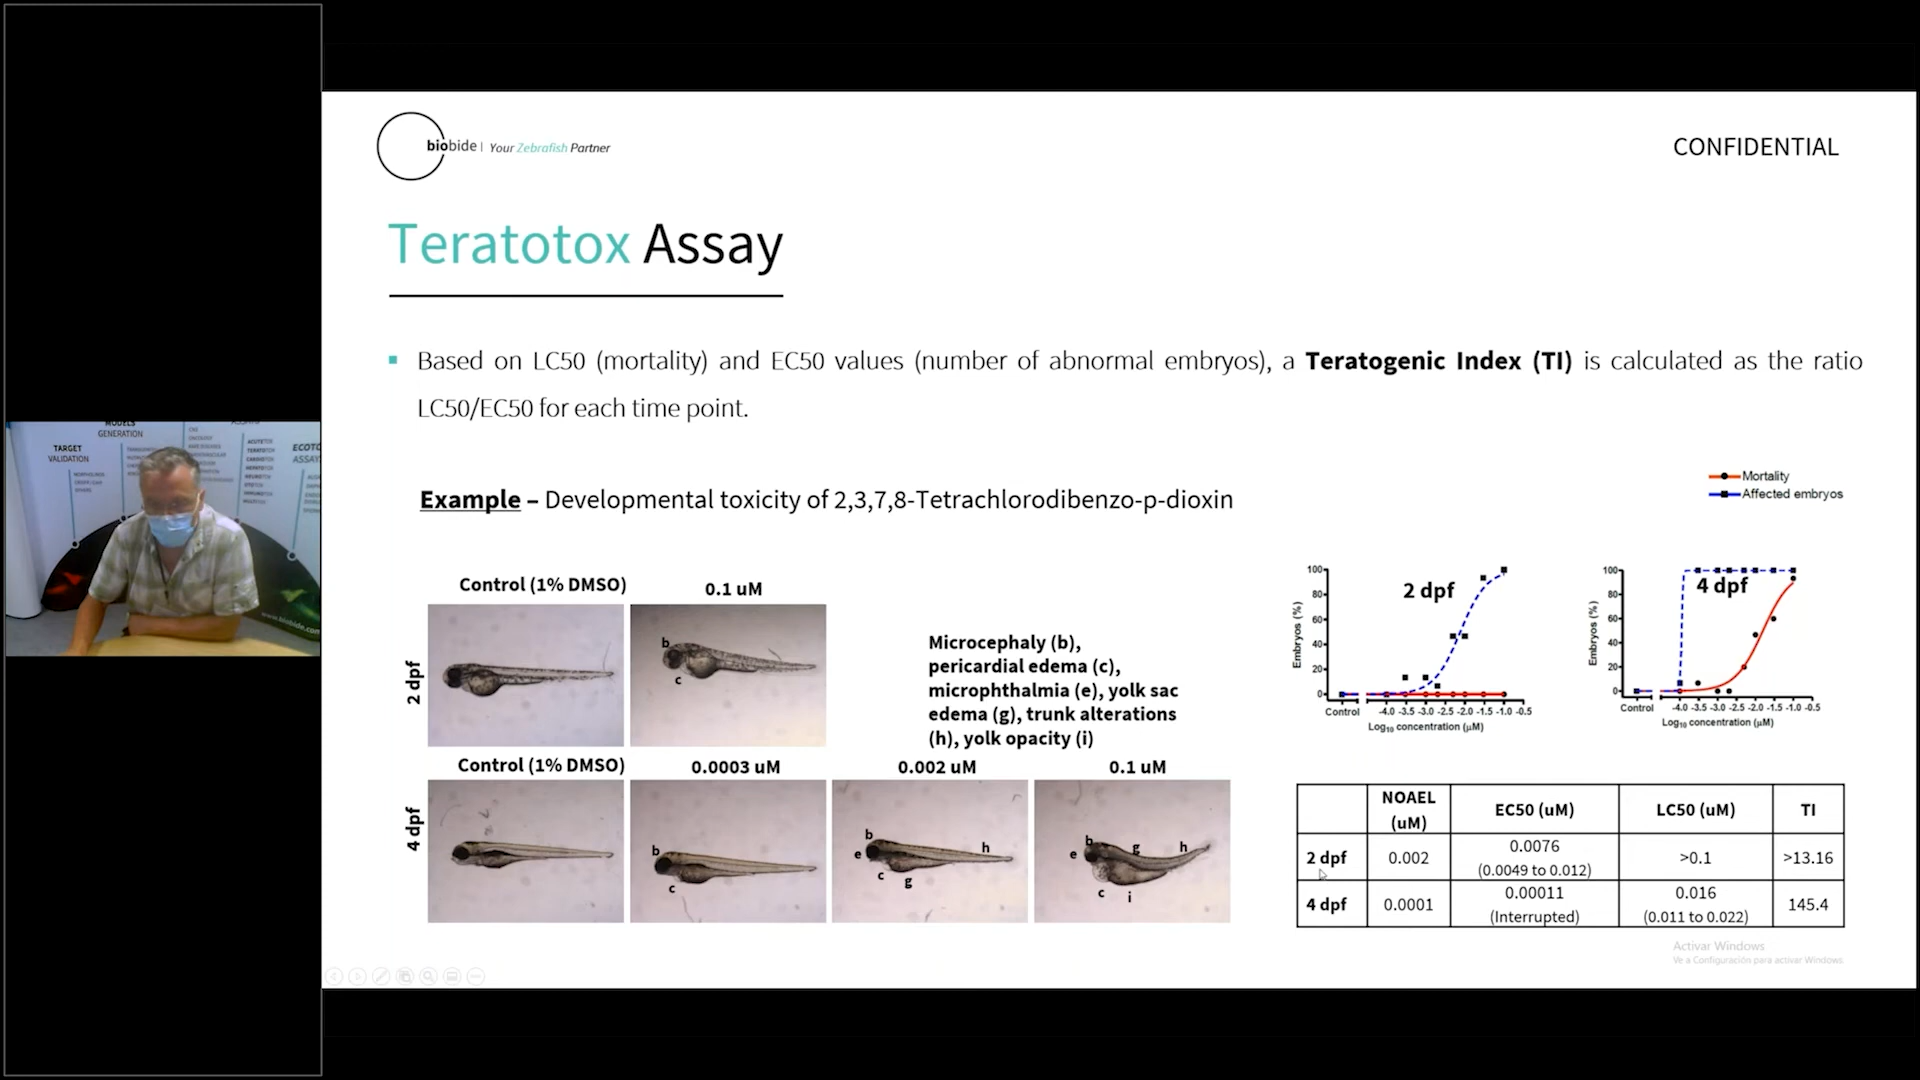 biobide | Your Zebrafish Partner
CONFIDENTIAL
Teratotox Assay
Based on LC50 (mortality) and EC50 values (number of abnormal embryos), a Teratogenic Index (TI) is calculated as the ratio
LC50/EC50 for each time point.
Example – Developmental toxicity of 2,3,7,8-Tetrachlorodibenzo-p-dioxin
Mortality
Affected embryos
Control (1% DMSO)
0.1 uM
2 dpf
b
c
Microcephaly (b),
pericardial edema (c),
microphthalmia (e), yolk sac
edema (g), trunk alterations
(h), yolk opacity (i)
Control (1% DMSO)
0.0003 uM
0.002 uM
0.1 uM
4 dpf
b
c
b
e
c
g
h
b
e
g
h
c
i
2 dpf
Embryos (%)
100
80
60
40
20
0
Control
-4.0 -3.5 -3.0 -2.5 -2.0 -1.5 -1.0 -0.5
Log10 concentration (µM)
4 dpf
Embryos (%)
100
80
60
40
20
0
Control
-4.0 -3.5 -3.0 -2.5 -2.0 -1.5 -1.0 -0.5
Log10 concentration (µM)
NOAEL (uM) EC50 (uM) LC50 (uM) TI
2 dpf 0.002 0.0076 (0.0049 to 0.012) >0.1 >13.16
4 dpf 0.0001 0.00011 (Interrupted) 0.016 (0.011 to 0.022) 145.4
Activar Windows
Ve a Configuración para activar Windows.
TARGET
VALIDATION
MODELS
GENERATION
www.biobide.com